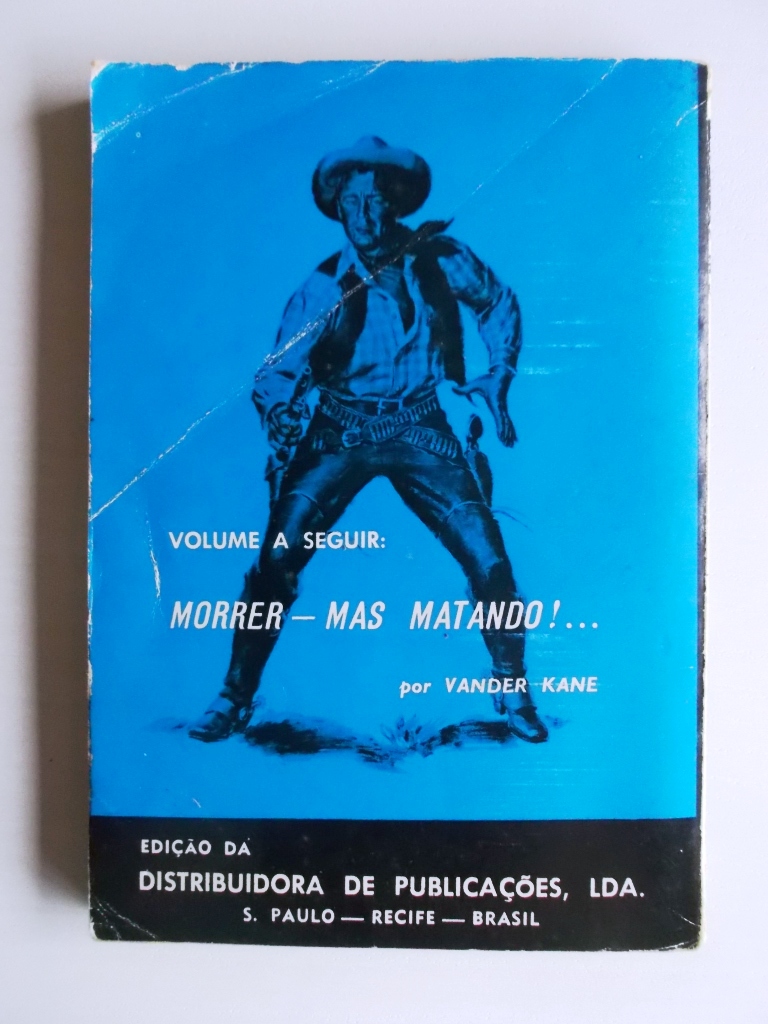 VOLUME A SEGUIR:
MORRER – MAS MATANDO!...
por VANDER KANE
EDIÇÃO DA
DISTRIBUIDORA DE PUBLICAÇÕES, LDA.
S. PAULO — RECIFE — BRASIL